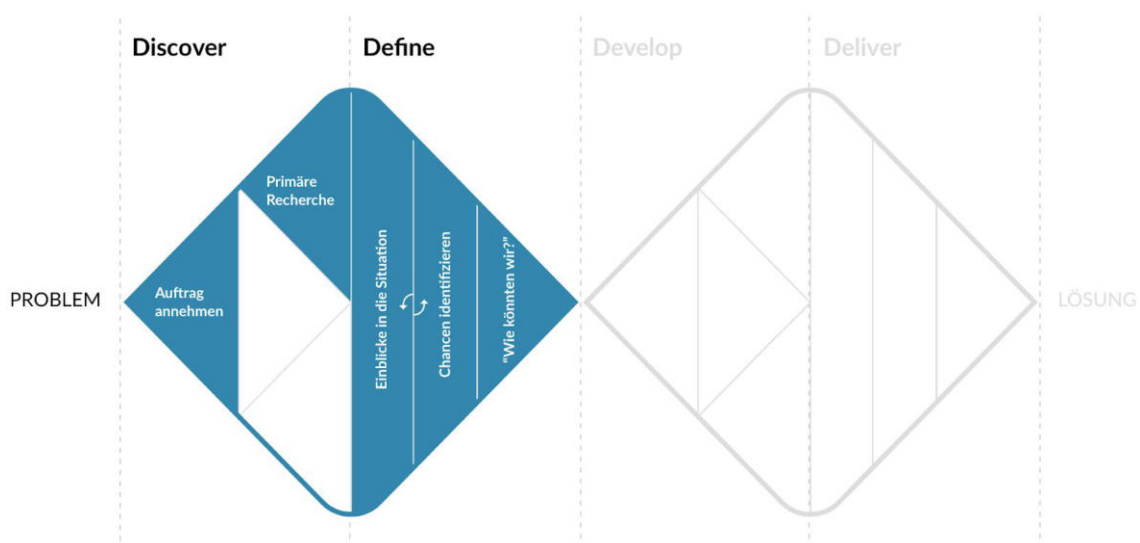 Discover
Define
Develop
Deliver
PROBLEM
Auftrag
annehmen
Primäre
Recherche
Einblicke in die Situation
Chancen identifizieren
“Wie könnten wir?”
LÖSUNG